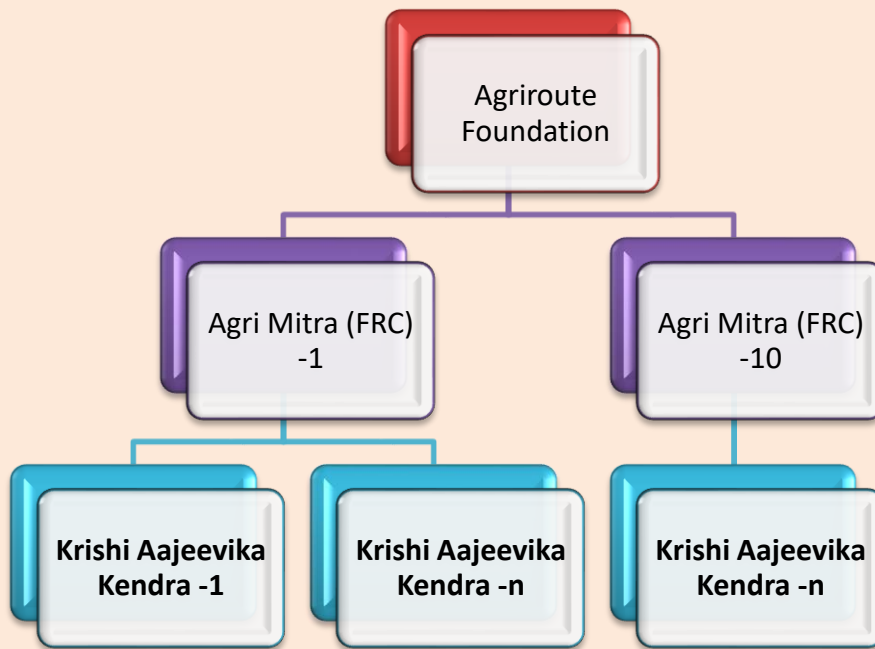 Agriroute
Foundation
Agri Mitra (FRC)
-1
Agri Mitra (FRC)
-10
Krishi Aajeevika
Kendra -1
Krishi Aajeevika
Kendra -n
Krishi Aajeevika
Kendra -n